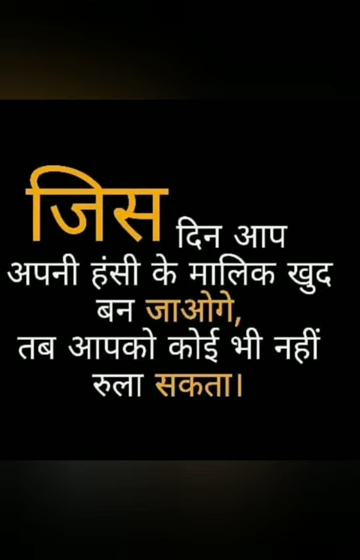 जिस दिन आप
अपनी हंसी के मालिक खुद
बन जाओगे,
तब आपको कोई भी नहीं
रुला सकता।